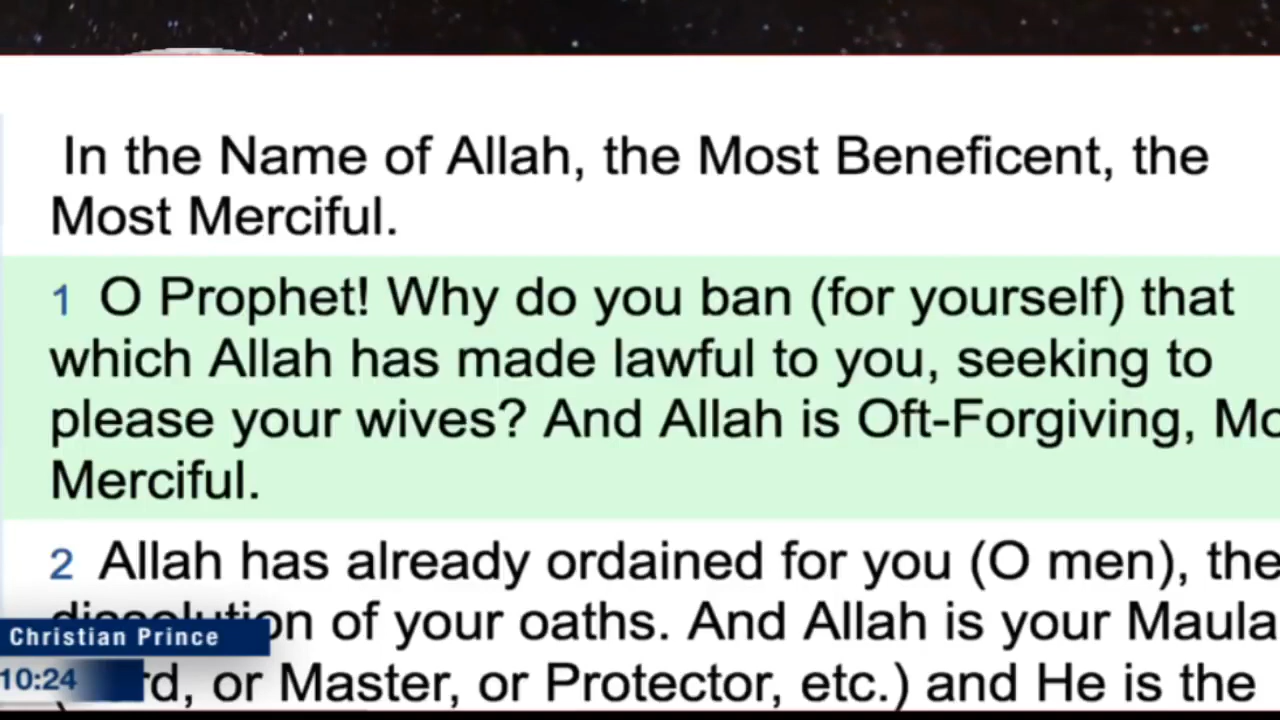 In the Name of Allah, the Most Beneficent, the
Most Merciful.
1 O Prophet! Why do you ban (for yourself) that
which Allah has made lawful to you, seeking to
please your wives? And Allah is Oft-Forgiving, Mo
Merciful.
2 Allah has already ordained for you (O men), the
dissolution of your oaths. And Allah is your Maula
rd, or Master, or Protector, etc.) and He is the
Christian Prince
10:24